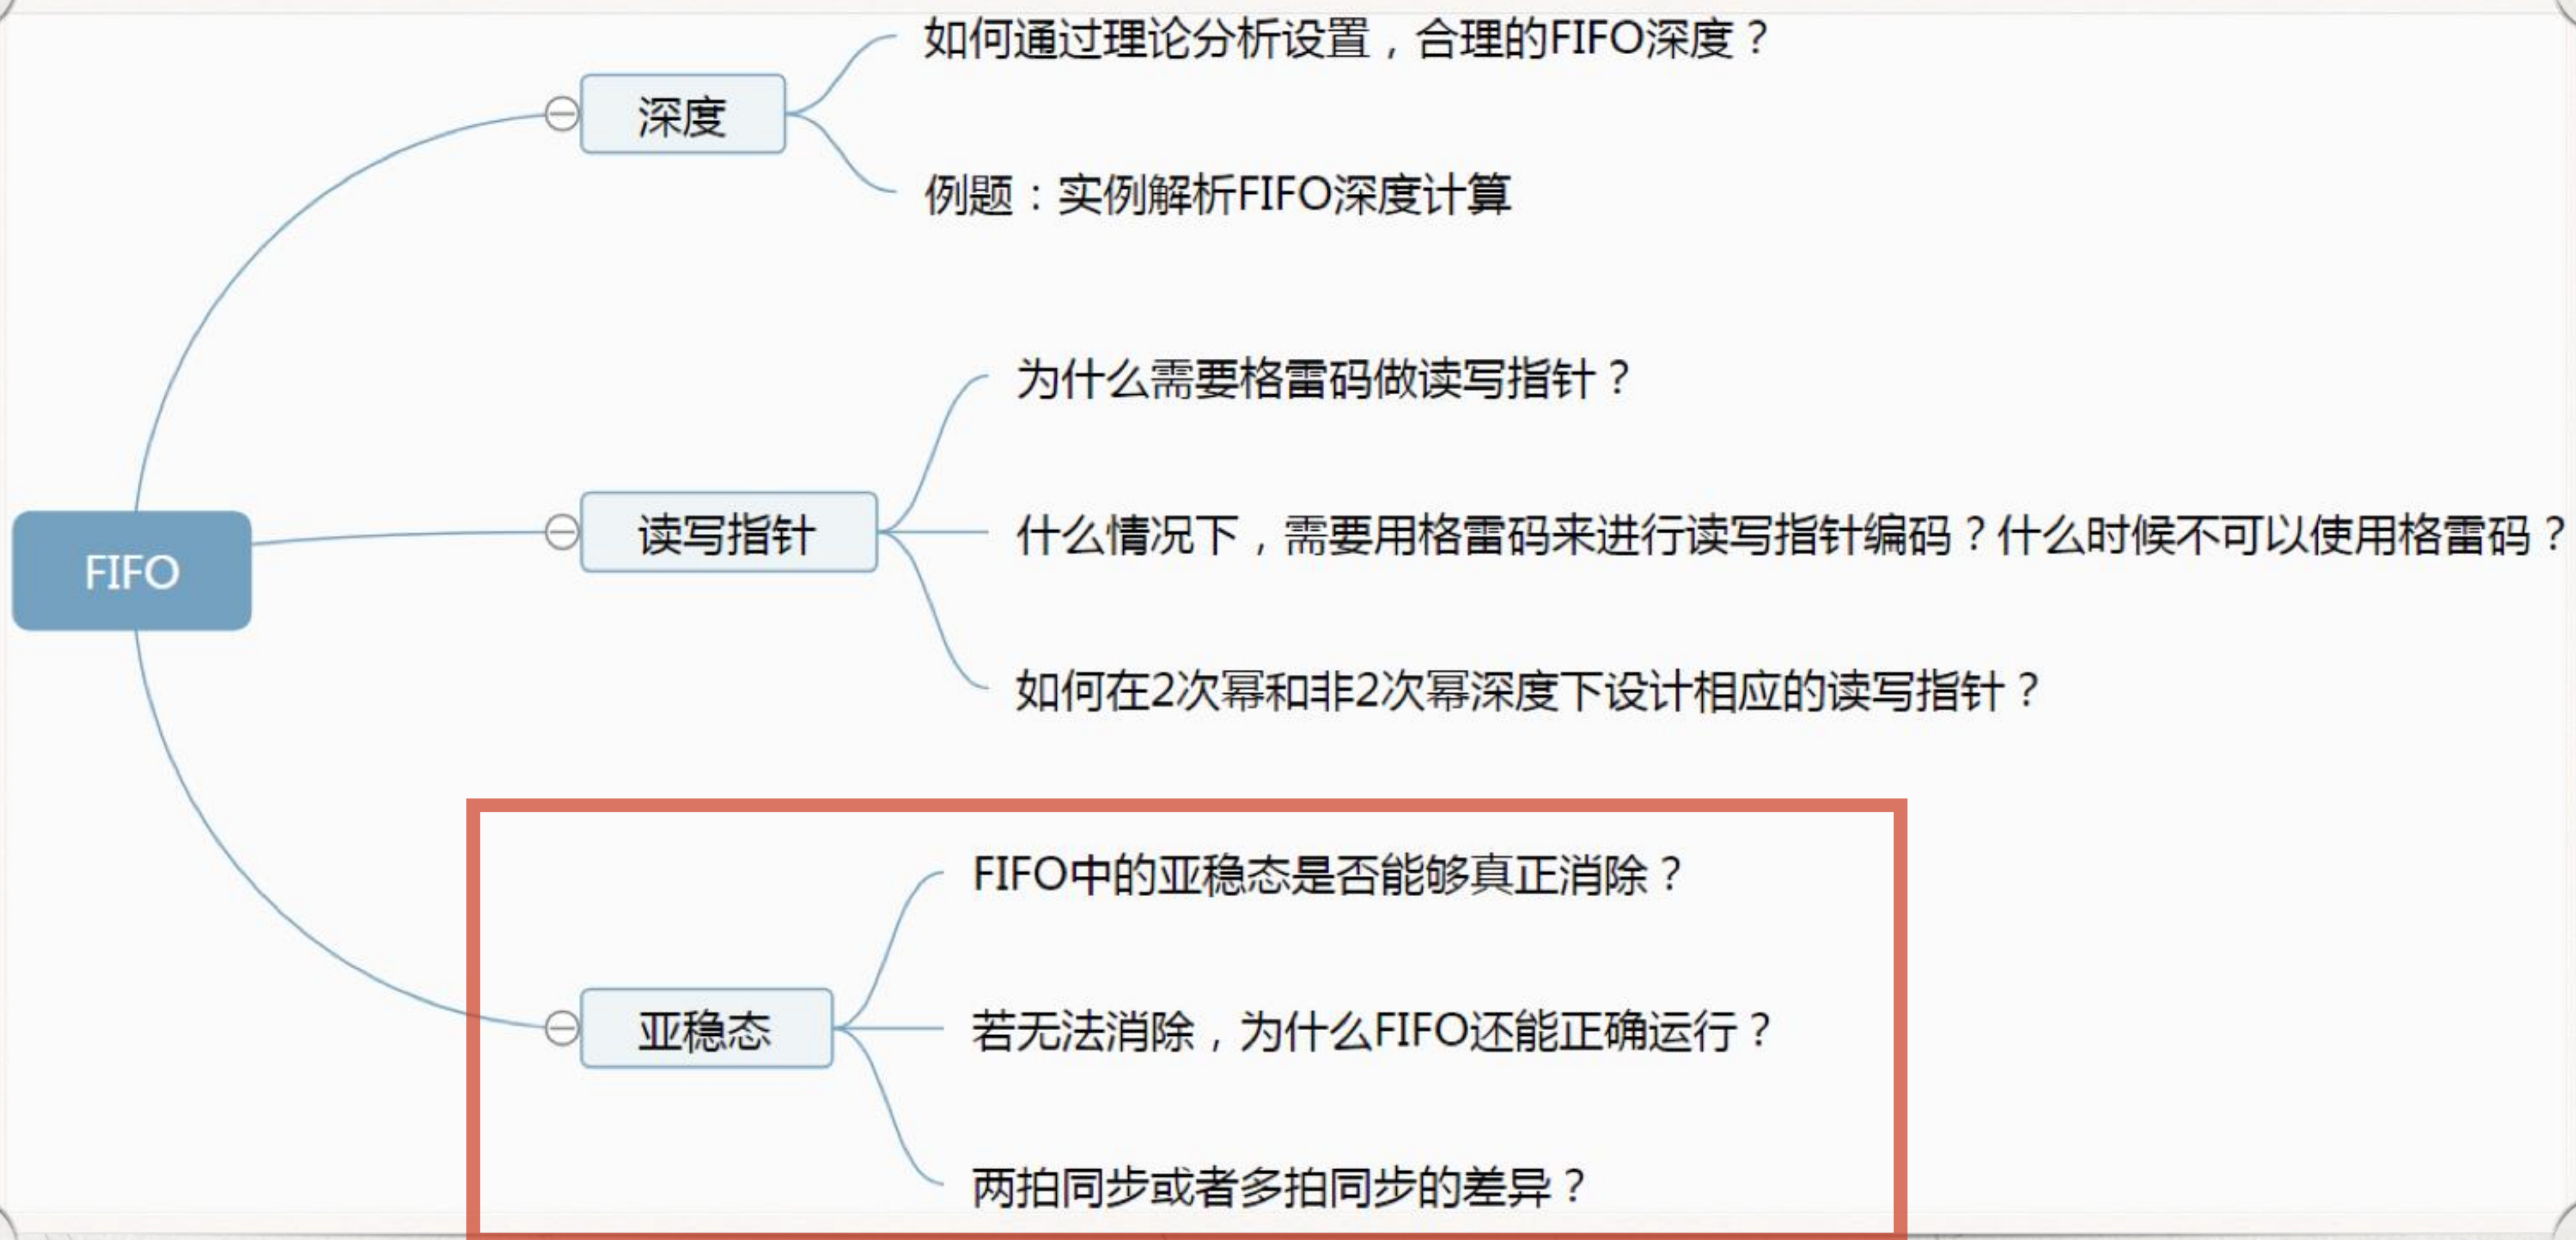 FIFO
深度
如何通过理论分析设置，合理的FIFO深度？
例题：实例解析FIFO深度计算
读写指针
为什么需要格雷码做读写指针？
什么情况下，需要用格雷码来进行读写指针编码？什么时候不可以使用格雷码？
如何在2次幂和非2次幂深度下设计相应的读写指针？
亚稳态
FIFO中的亚稳态是否能够真正消除？
若无法消除，为什么FIFO还能正确运行？
两拍同步或者多拍同步的差异？